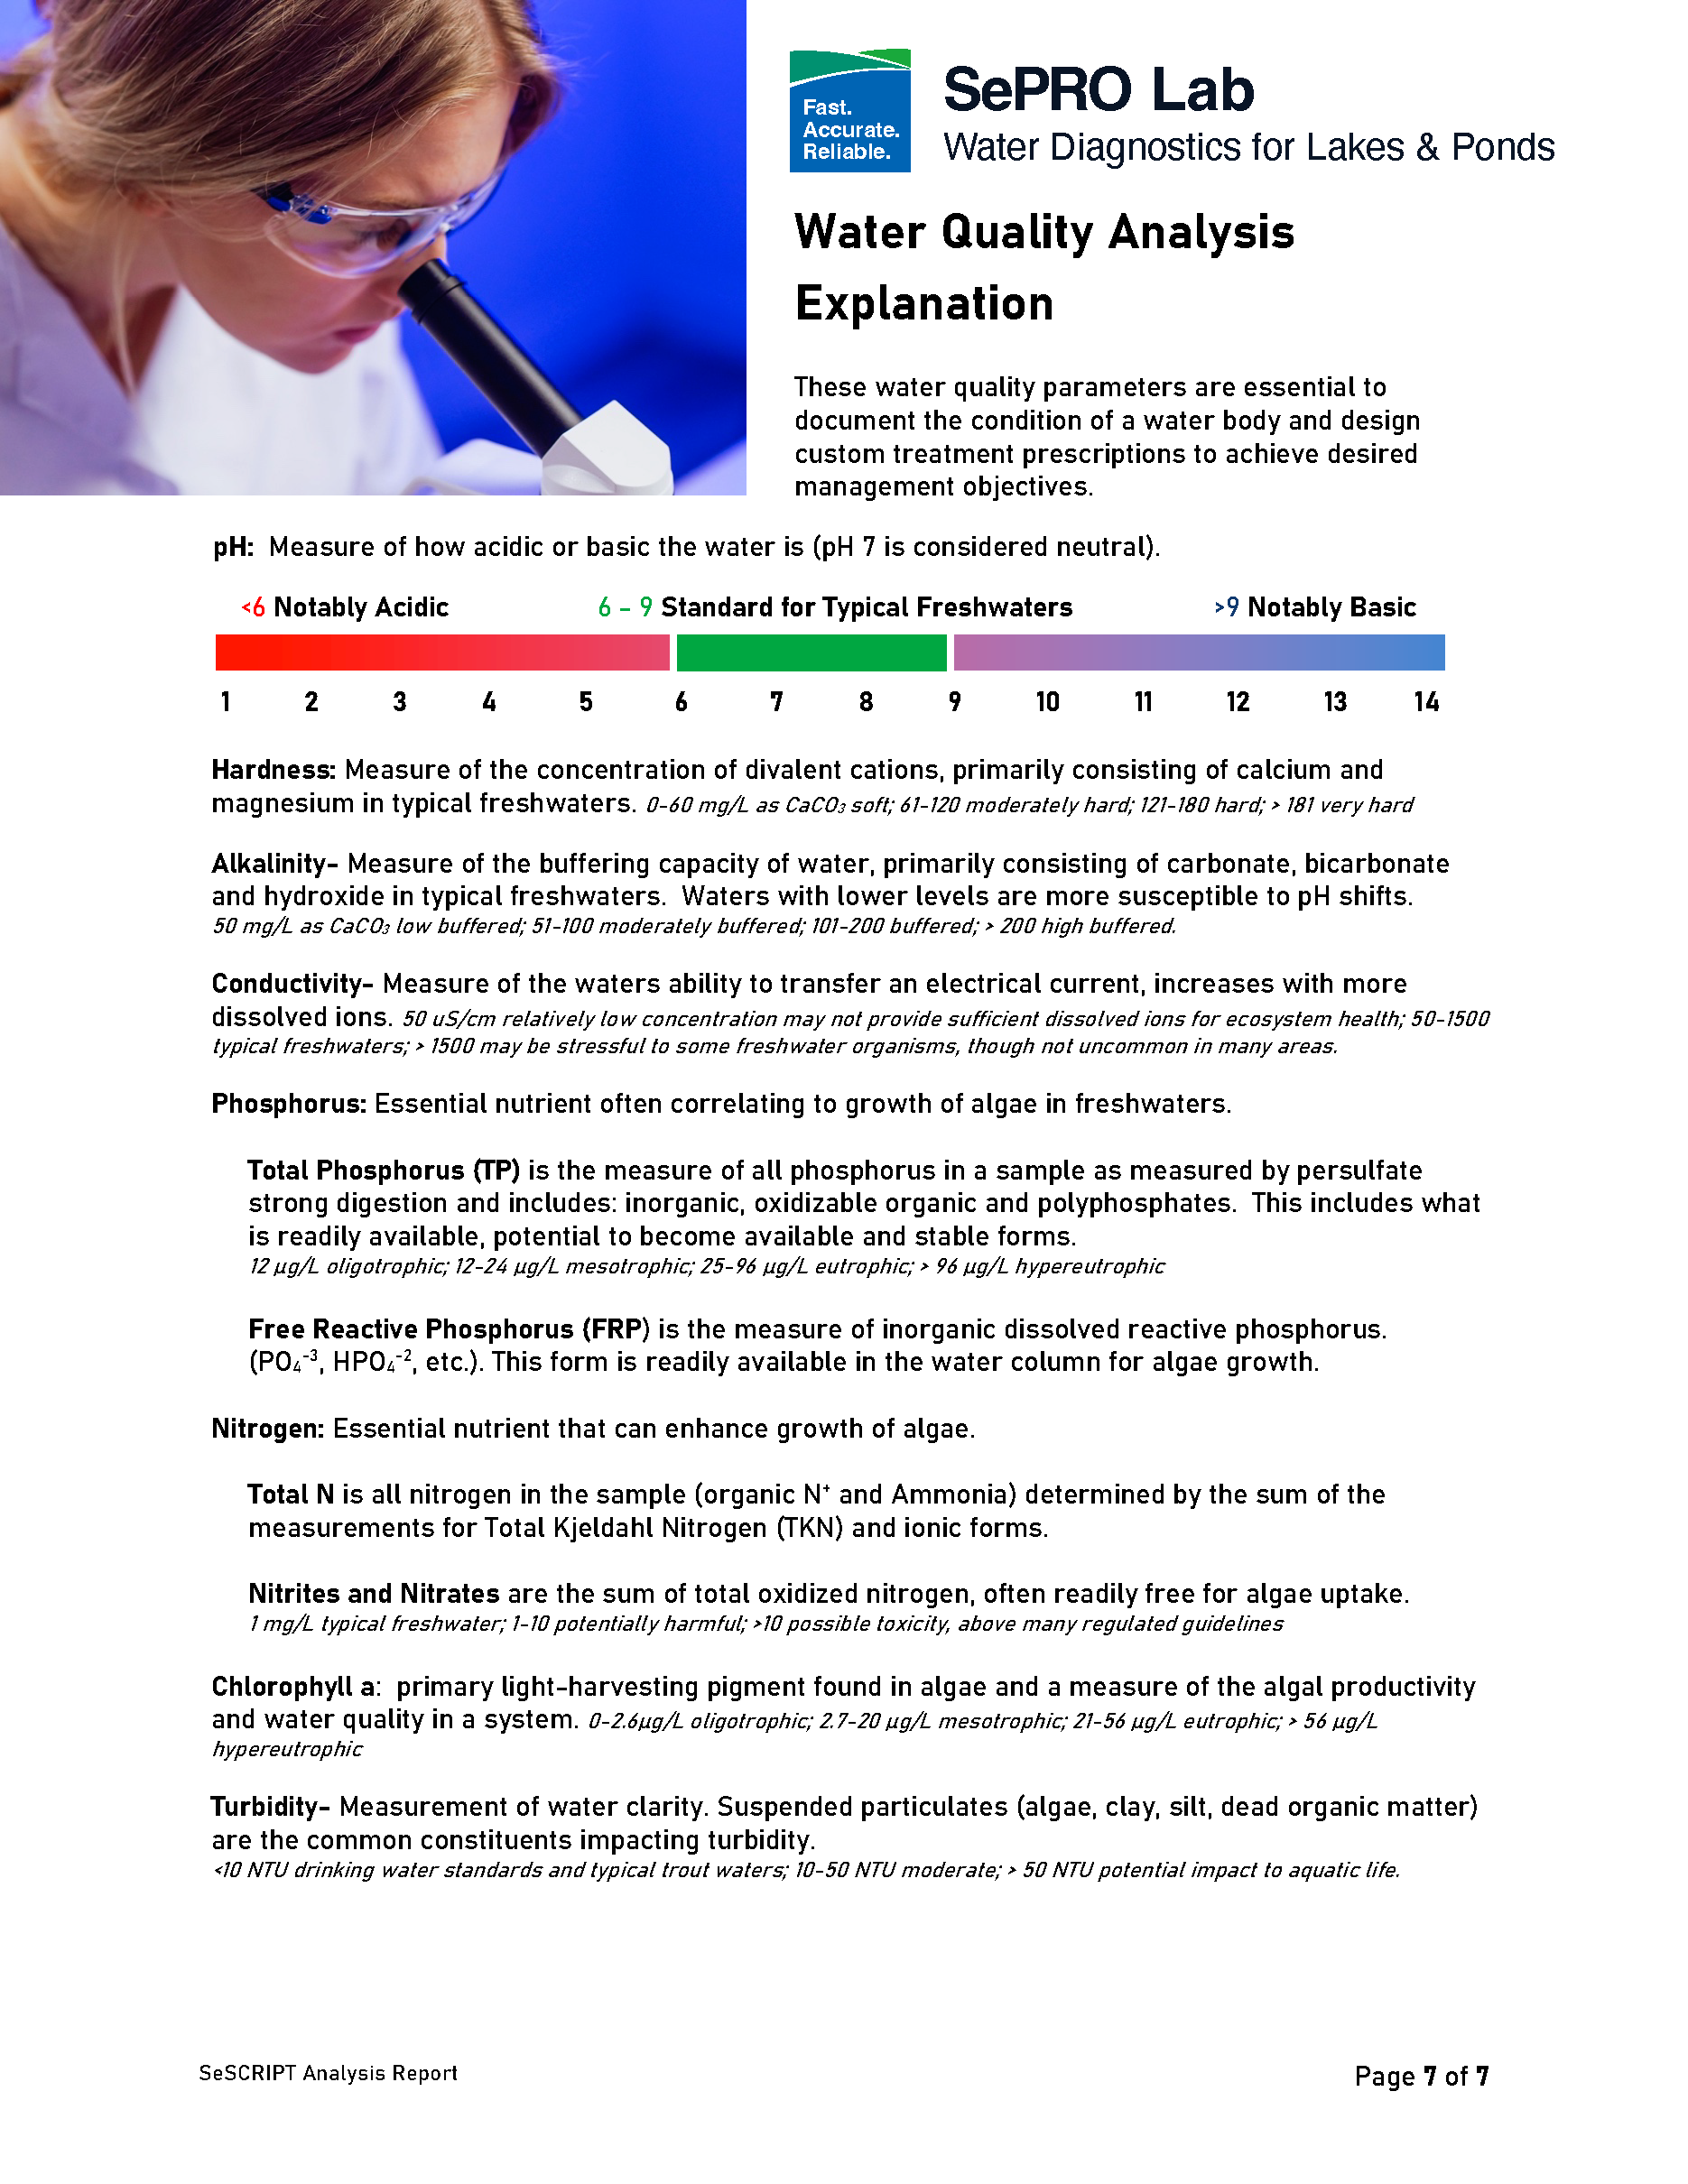 Fast.
Accurate.
Reliable.
SePRO Lab
Water Diagnostics for Lakes & Ponds
Water Quality Analysis
Explanation
These water quality parameters are essential to
document the condition of a water body and design
custom treatment prescriptions to achieve desired
management objectives.
pH: Measure of how acidic or basic the water is (pH 7 is considered neutral).
<6 Notably Acidic 6 – 9 Standard for Typical Freshwaters >9 Notably Basic
1 2 3 4 5 6 7 8 9 10 11 12 13 14
Hardness: Measure of the concentration of divalent cations, primarily consisting of calcium and
magnesium in typical freshwaters. 0-60 mg/L as CaCO₃ soft; 61-120 moderately hard; 121-180 hard; > 181 very hard
Alkalinity- Measure of the buffering capacity of water, primarily consisting of carbonate, bicarbonate
and hydroxide in typical freshwaters. Waters with lower levels are more susceptible to pH shifts.
50 mg/L as CaCO₃ low buffered; 51-100 moderately buffered; 101-200 buffered; > 200 high buffered.
Conductivity- Measure of the waters ability to transfer an electrical current, increases with more
dissolved ions. 50 uS/cm relatively low concentration may not provide sufficient dissolved ions for ecosystem health; 50-1500
typical freshwaters; > 1500 may be stressful to some freshwater organisms, though not uncommon in many areas.
Phosphorus: Essential nutrient often correlating to growth of algae in freshwaters.
Total Phosphorus (TP) is the measure of all phosphorus in a sample as measured by persulfate
strong digestion and includes: inorganic, oxidizable organic and polyphosphates. This includes what
is readily available, potential to become available and stable forms.
12 µg/L oligotrophic; 12-24 µg/L mesotrophic; 25-96 µg/L eutrophic; > 96 µg/L hypereutrophic
Free Reactive Phosphorus (FRP) is the measure of inorganic dissolved reactive phosphorus.
(PO₄⁻³, HPO₄⁻², etc.). This form is readily available in the water column for algae growth.
Nitrogen: Essential nutrient that can enhance growth of algae.
Total N is all nitrogen in the sample (organic N⁺ and Ammonia) determined by the sum of the
measurements for Total Kjeldahl Nitrogen (TKN) and ionic forms.
Nitrites and Nitrates are the sum of total oxidized nitrogen, often readily free for algae uptake.
1 mg/L typical freshwater; 1-10 potentially harmful; >10 possible toxicity, above many regulated guidelines
Chlorophyll a: primary light-harvesting pigment found in algae and a measure of the algal productivity
and water quality in a system. 0-2.6µg/L oligotrophic; 2.7-20 µg/L mesotrophic; 21-56 µg/L eutrophic; > 56 µg/L
hypereutrophic
Turbidity- Measurement of water clarity. Suspended particulates (algae, clay, silt, dead organic matter)
are the common constituents impacting turbidity.
<10 NTU drinking water standards and typical trout waters; 10-50 NTU moderate; > 50 NTU potential impact to aquatic life.
SeSCRIPT Analysis Report
Page 7 of 7